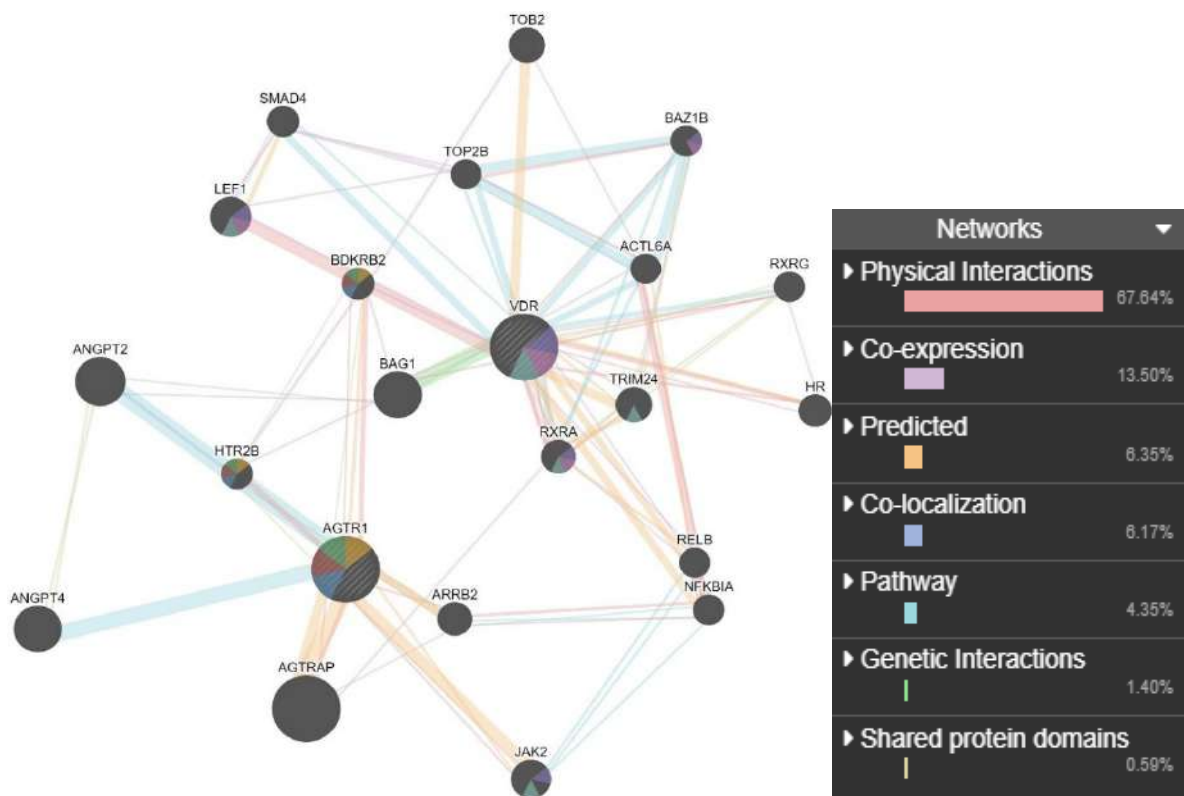 TOB2
SMAD4
BAZ1B
TOP2B
LEF1
ACTL6A
BDKRB2
RXRG
VDR
ANGPT2
BAG1
TRIM24
HR
RXRA
HTR2B
AGTR1
RELB
NFKBIA
ANGPT4
ARRB2
AGTRAP
JAK2
Networks
Physical Interactions
67.64%
Co-expression
13.50%
Predicted
6.35%
Co-localization
6.17%
Pathway
4.35%
Genetic Interactions
1.40%
Shared protein domains
0.59%